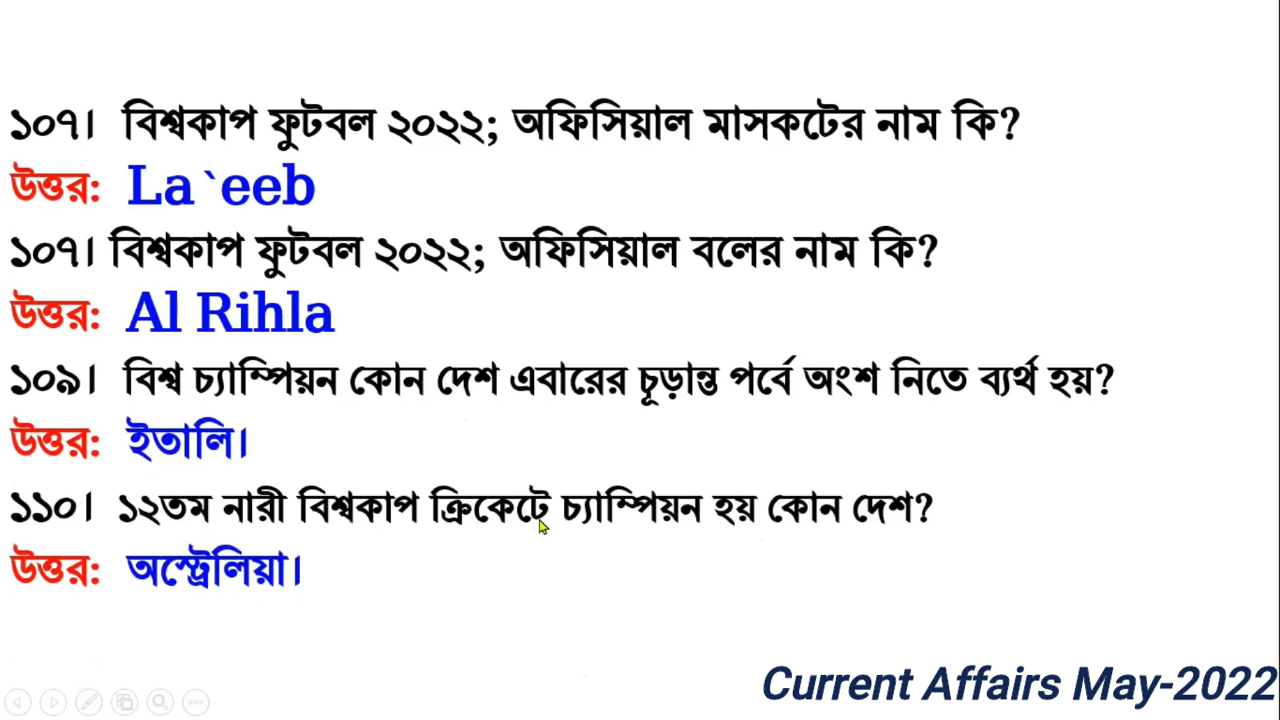 ১০৭। বিশ্বকাপ ফুটবল ২০২২; অফিসিয়াল মাসকটের নাম কি?
উত্তর: La`eeb
১০৭। বিশ্বকাপ ফুটবল ২০২২; অফিসিয়াল বলের নাম কি?
উত্তর: Al Rihla
১০৯। বিশ্ব চ্যাম্পিয়ন কোন দেশ এবারের চূড়ান্ত পর্বে অংশ নিতে ব্যর্থ হয়?
উত্তর: ইতালি।
১১০। ১২তম নারী বিশ্বকাপ ক্রিকেটে চ্যাম্পিয়ন হয় কোন দেশ?
উত্তর: অস্ট্রেলিয়া।
Current Affairs May-2022